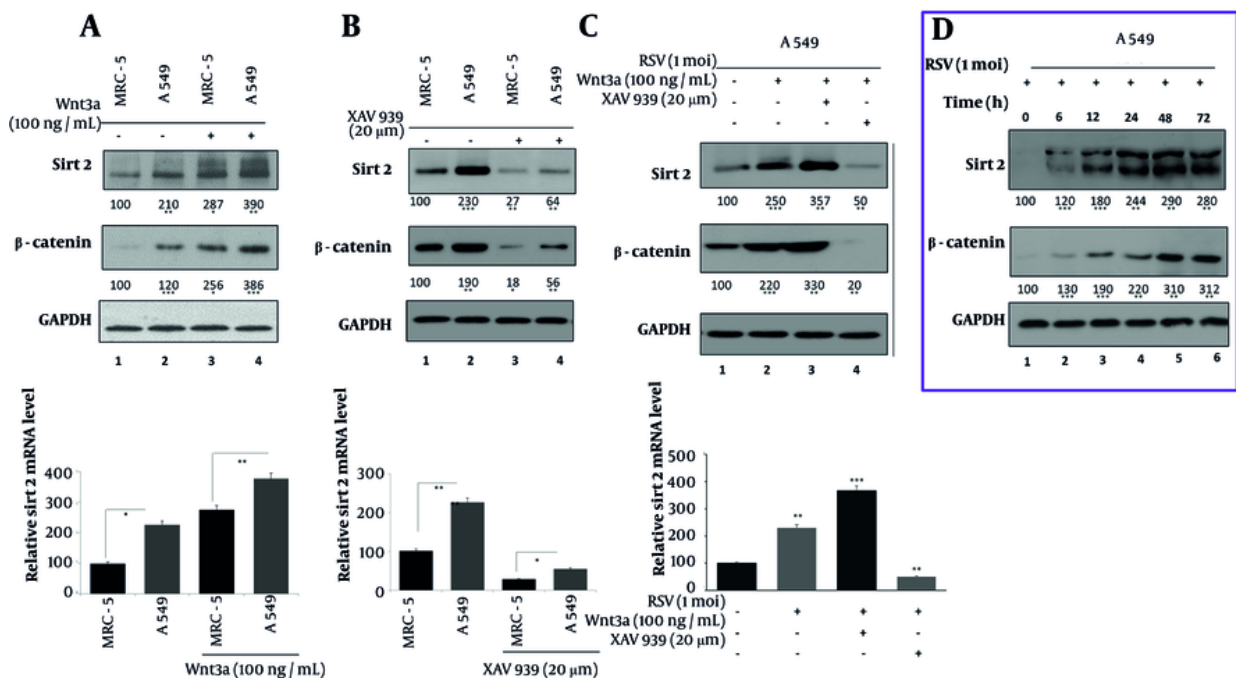 A
MRC - 5
A 549
MRC - 5
A 549
Wnt3a
(100 ng / mL)
- - + +
Sirt 2
100 210 287 390
** * **
β - catenin
100 120 256 386
*** * ***
GAPDH
1 2 3 4
Relative sirt 2 mRNA level
400
300
200
100
0
*
**
MRC - 5
A 549
MRC - 5
A 549
Wnt3a (100 ng / mL)
B
MRC - 5
A 549
MRC - 5
A 549
XAV 939
(20 μm)
- - + +
Sirt 2
100 230 27 64
*** ** **
β - catenin
100 190 18 56
** * **
GAPDH
1 2 3 4
Relative sirt 2 mRNA level
300
200
100
0
**
**
*
MRC - 5
A 549
MRC - 5
A 549
XAV 939 (20 μm)
C
A 549
RSV (1 moi)
Wnt3a (100 ng / mL)
XAV 939 (20 μm)
- + + +
- - + -
- - - +
Sirt 2
100 250 357 50
*** ** **
β - catenin
100 220 330 20
*** ** **
GAPDH
1 2 3 4
Relative sirt 2 mRNA level
500
400
300
200
100
0
**
***
**
RSV (1 moi)
Wnt3a (100 ng / mL)
XAV 939 (20 μm)
- + + +
- - + -
- - - +
D
A 549
RSV (1 moi)
+ + + + + +
Time (h)
0 6 12 24 48 72
Sirt 2
100 120 180 244 290 280
*** *** *** *** ***
β - catenin
100 130 190 220 310 312
*** *** *** *** ***
GAPDH
1 2 3 4 5 6